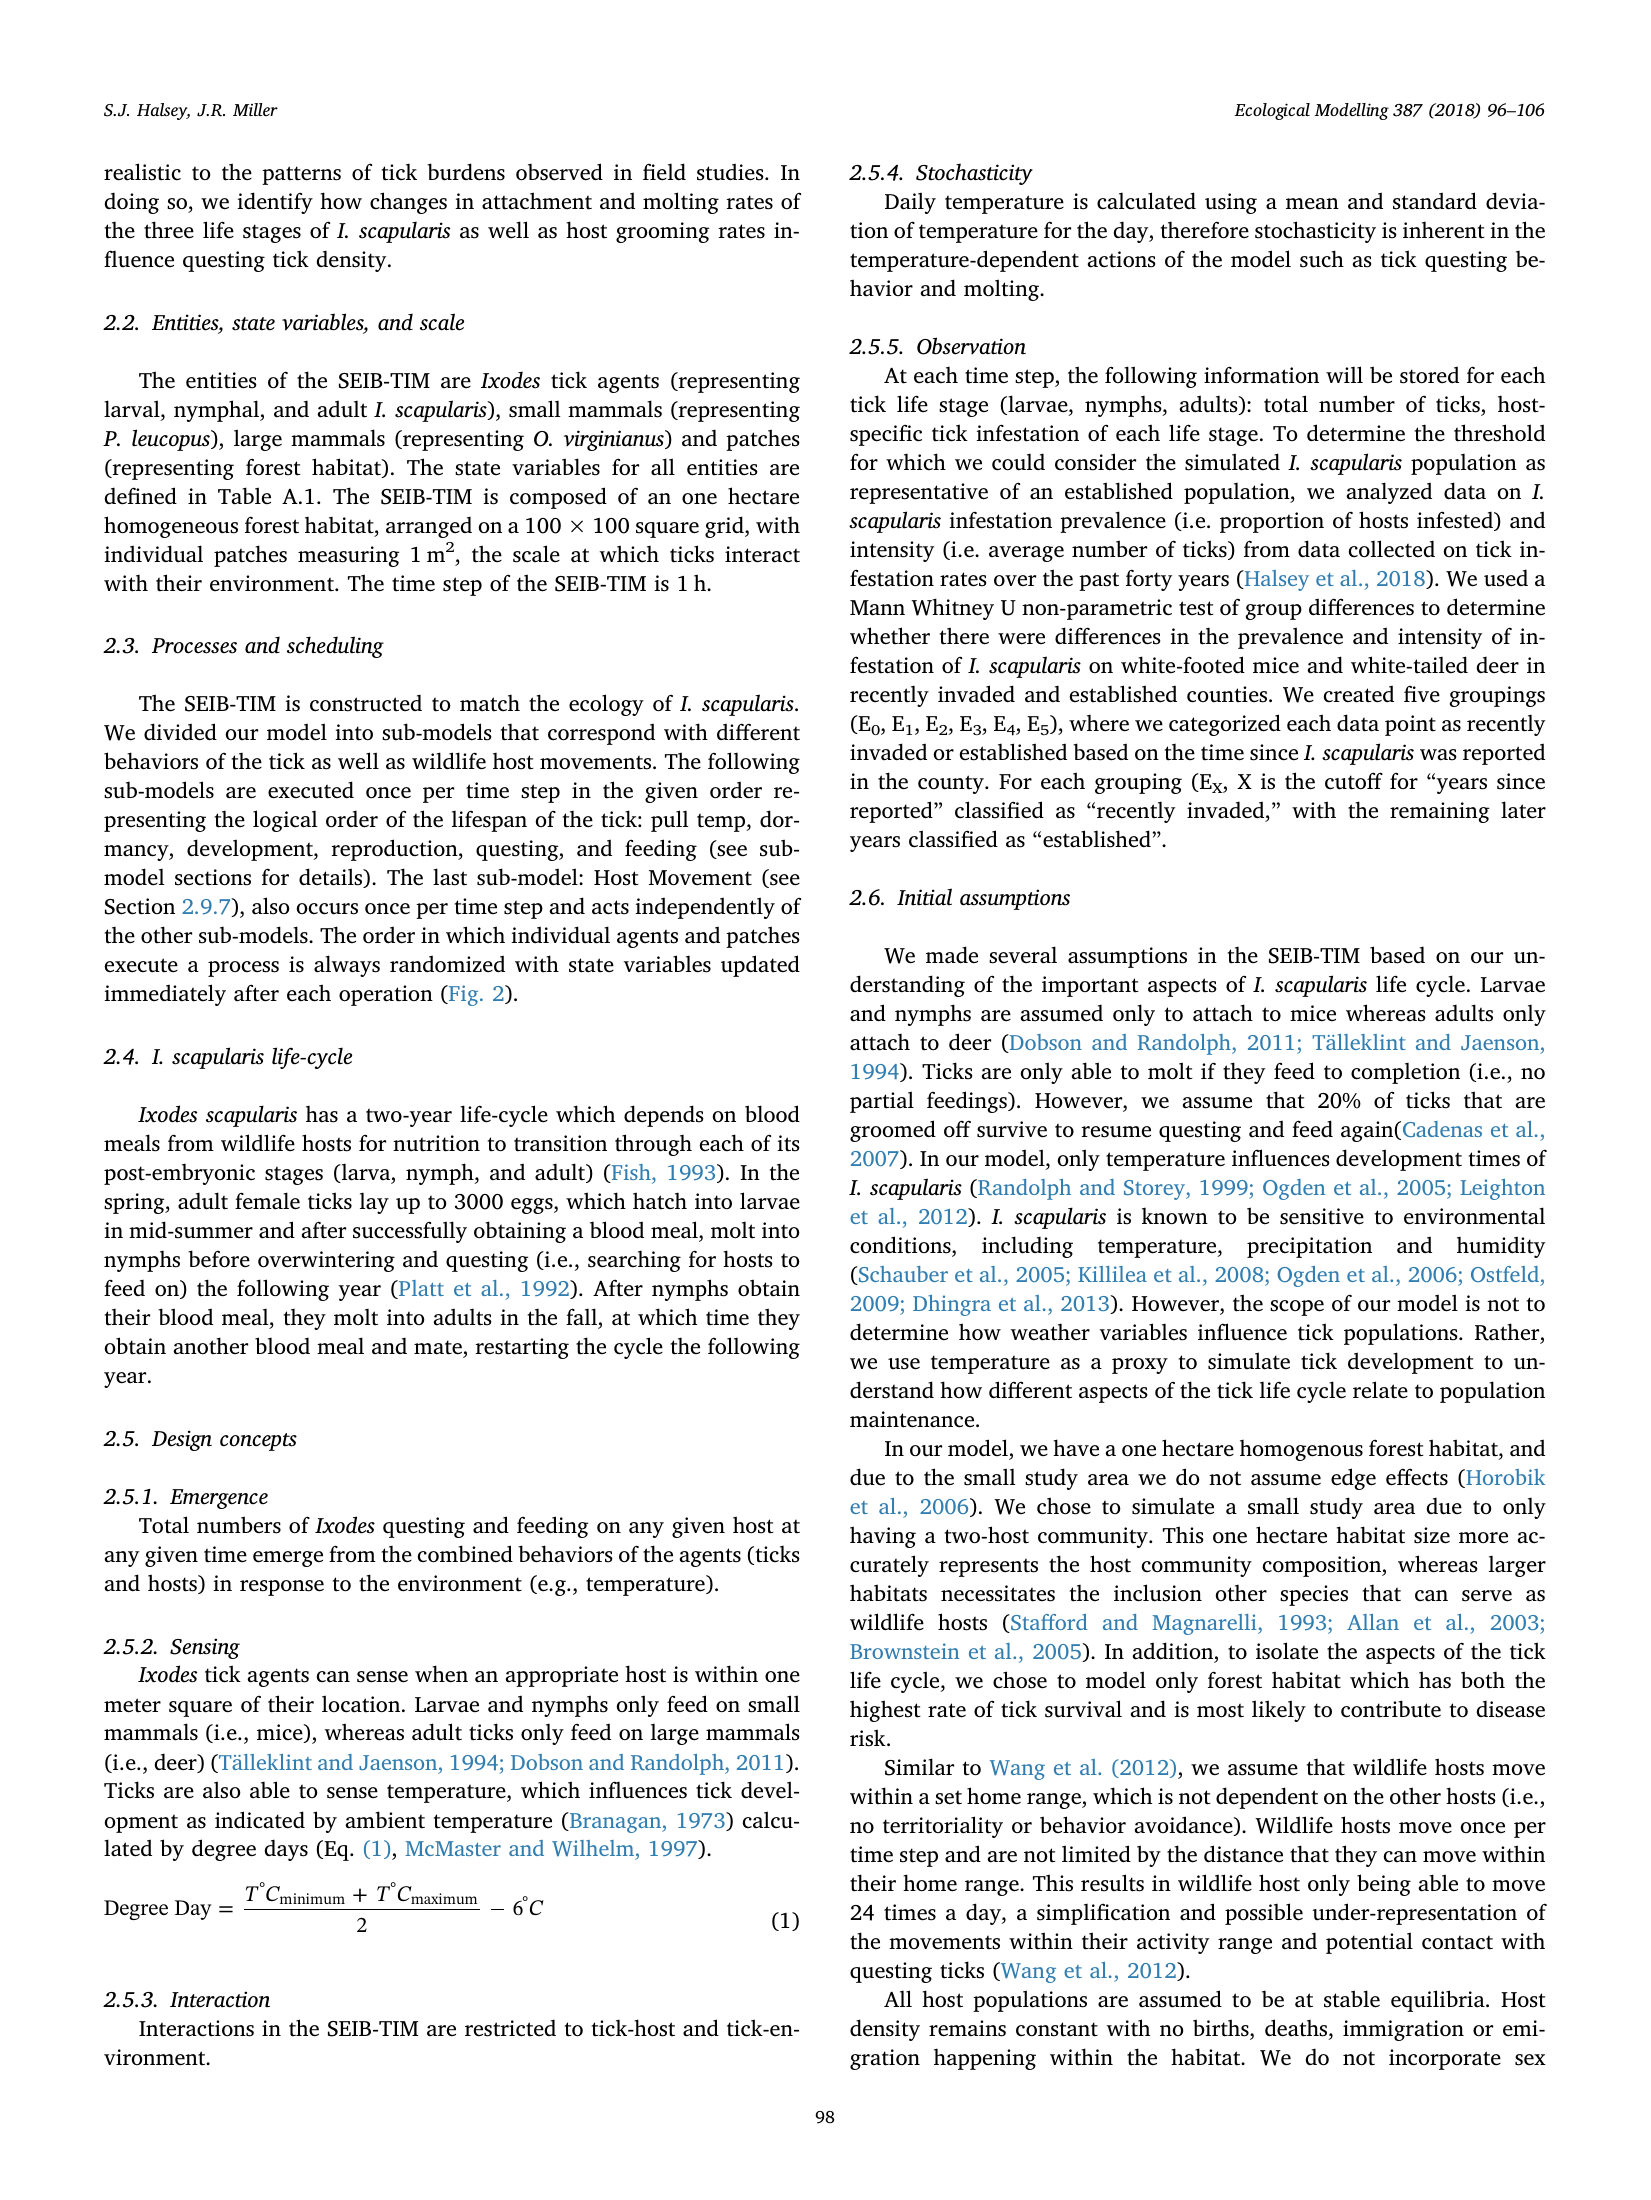 S.J. Halsey, J.R. Miller
Ecological Modelling 387 (2018) 96–106
realistic to the patterns of tick burdens observed in field studies. In
doing so, we identify how changes in attachment and molting rates of
the three life stages of I. scapularis as well as host grooming rates in-
fluence questing tick density.
2.2. Entities, state variables, and scale
The entities of the SEIB-TIM are Ixodes tick agents (representing
larval, nymphal, and adult I. scapularis), small mammals (representing
P. leucopus), large mammals (representing O. virginianus) and patches
(representing forest habitat). The state variables for all entities are
defined in Table A.1. The SEIB-TIM is composed of an one hectare
homogeneous forest habitat, arranged on a 100 × 100 square grid, with
individual patches measuring 1 m², the scale at which ticks interact
with their environment. The time step of the SEIB-TIM is 1 h.
2.3. Processes and scheduling
The SEIB-TIM is constructed to match the ecology of I. scapularis.
We divided our model into sub-models that correspond with different
behaviors of the tick as well as wildlife host movements. The following
sub-models are executed once per time step in the given order re-
presenting the logical order of the lifespan of the tick: pull temp, dor-
mancy, development, reproduction, questing, and feeding (see sub-
model sections for details). The last sub-model: Host Movement (see
Section 2.9.7), also occurs once per time step and acts independently of
the other sub-models. The order in which individual agents and patches
execute a process is always randomized with state variables updated
immediately after each operation (Fig. 2).
2.4. I. scapularis life-cycle
Ixodes scapularis has a two-year life-cycle which depends on blood
meals from wildlife hosts for nutrition to transition through each of its
post-embryonic stages (larva, nymph, and adult) (Fish, 1993). In the
spring, adult female ticks lay up to 3000 eggs, which hatch into larvae
in mid-summer and after successfully obtaining a blood meal, molt into
nymphs before overwintering and questing (i.e., searching for hosts to
feed on) the following year (Platt et al., 1992). After nymphs obtain
their blood meal, they molt into adults in the fall, at which time they
obtain another blood meal and mate, restarting the cycle the following
year.
2.5. Design concepts
2.5.1. Emergence
Total numbers of Ixodes questing and feeding on any given host at
any given time emerge from the combined behaviors of the agents (ticks
and hosts) in response to the environment (e.g., temperature).
2.5.2. Sensing
Ixodes tick agents can sense when an appropriate host is within one
meter square of their location. Larvae and nymphs only feed on small
mammals (i.e., mice), whereas adult ticks only feed on large mammals
(i.e., deer) (Tälleklint and Jaenson, 1994; Dobson and Randolph, 2011).
Ticks are also able to sense temperature, which influences tick devel-
opment as indicated by ambient temperature (Branagan, 1973) calcu-
lated by degree days (Eq. (1), McMaster and Wilhelm, 1997).
Degree Day = (T°Cminimum + T°Cmaximum) / 2 − 6°C (1)
2.5.3. Interaction
Interactions in the SEIB-TIM are restricted to tick-host and tick-en-
vironment.
2.5.4. Stochasticity
Daily temperature is calculated using a mean and standard devia-
tion of temperature for the day, therefore stochasticity is inherent in the
temperature-dependent actions of the model such as tick questing be-
havior and molting.
2.5.5. Observation
At each time step, the following information will be stored for each
tick life stage (larvae, nymphs, adults): total number of ticks, host-
specific tick infestation of each life stage. To determine the threshold
for which we could consider the simulated I. scapularis population as
representative of an established population, we analyzed data on I.
scapularis infestation prevalence (i.e. proportion of hosts infested) and
intensity (i.e. average number of ticks) from data collected on tick in-
festation rates over the past forty years (Halsey et al., 2018). We used a
Mann Whitney U non-parametric test of group differences to determine
whether there were differences in the prevalence and intensity of in-
festation of I. scapularis on white-footed mice and white-tailed deer in
recently invaded and established counties. We created five groupings
(E₀, E₁, E₂, E₃, E₄, E₅), where we categorized each data point as recently
invaded or established based on the time since I. scapularis was reported
in the county. For each grouping (EX, X is the cutoff for “years since
reported” classified as “recently invaded,” with the remaining later
years classified as “established”.
2.6. Initial assumptions
We made several assumptions in the SEIB-TIM based on our un-
derstanding of the important aspects of I. scapularis life cycle. Larvae
and nymphs are assumed only to attach to mice whereas adults only
attach to deer (Dobson and Randolph, 2011; Tälleklint and Jaenson,
1994). Ticks are only able to molt if they feed to completion (i.e., no
partial feedings). However, we assume that 20% of ticks that are
groomed off survive to resume questing and feed again(Cadenas et al.,
2007). In our model, only temperature influences development times of
I. scapularis (Randolph and Storey, 1999; Ogden et al., 2005; Leighton
et al., 2012). I. scapularis is known to be sensitive to environmental
conditions, including temperature, precipitation and humidity
(Schauber et al., 2005; Killilea et al., 2008; Ogden et al., 2006; Ostfeld,
2009; Dhingra et al., 2013). However, the scope of our model is not to
determine how weather variables influence tick populations. Rather,
we use temperature as a proxy to simulate tick development to un-
derstand how different aspects of the tick life cycle relate to population
maintenance.
In our model, we have a one hectare homogenous forest habitat, and
due to the small study area we do not assume edge effects (Horobik
et al., 2006). We chose to simulate a small study area due to only
having a two-host community. This one hectare habitat size more ac-
curately represents the host community composition, whereas larger
habitats necessitates the inclusion other species that can serve as
wildlife hosts (Stafford and Magnarelli, 1993; Allan et al., 2003;
Brownstein et al., 2005). In addition, to isolate the aspects of the tick
life cycle, we chose to model only forest habitat which has both the
highest rate of tick survival and is most likely to contribute to disease
risk.
Similar to Wang et al. (2012), we assume that wildlife hosts move
within a set home range, which is not dependent on the other hosts (i.e.,
no territoriality or behavior avoidance). Wildlife hosts move once per
time step and are not limited by the distance that they can move within
their home range. This results in wildlife host only being able to move
24 times a day, a simplification and possible under-representation of
the movements within their activity range and potential contact with
questing ticks (Wang et al., 2012).
All host populations are assumed to be at stable equilibria. Host
density remains constant with no births, deaths, immigration or emi-
gration happening within the habitat. We do not incorporate sex
98